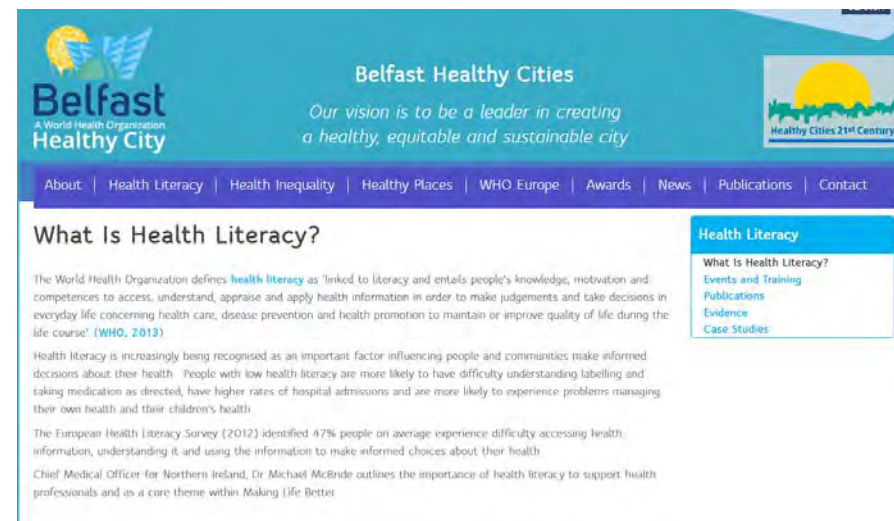 Belfast
A World Health Organization
Healthy City
Belfast Healthy Cities
Our vision is to be a leader in creating
a healthy, equitable and sustainable city
Healthy Cities 21st Century
About | Health Literacy | Health Inequality | Healthy Places | WHO Europe | Awards | News | Publications | Contact
What Is Health Literacy?
The World Health Organization defines health literacy as 'linked to literacy and entails people's knowledge, motivation and
competences to access, understand, appraise and apply health information in order to make judgements and take decisions in
everyday life concerning health care, disease prevention and health promotion to maintain or improve quality of life during the
life course'. (WHO, 2013)
Health literacy is increasingly being recognised as an important factor influencing people and communities make informed
decisions about their health. People with low health literacy are more likely to have difficulty understanding labelling and
taking medication as directed, have higher rates of hospital admissions and are more likely to experience problems managing
their own health and their children's health.
The European Health Literacy Survey (2012) identified 47% people on average experience difficulty accessing health
information, understanding it and using the information to make informed choices about their health.
Chief Medical Officer for Northern Ireland, Dr Michael McBride outlines the importance of health literacy to support health
professionals and as a core theme within Making Life Better.
Health Literacy
What Is Health Literacy?
Events and Training
Publications
Evidence
Case Studies